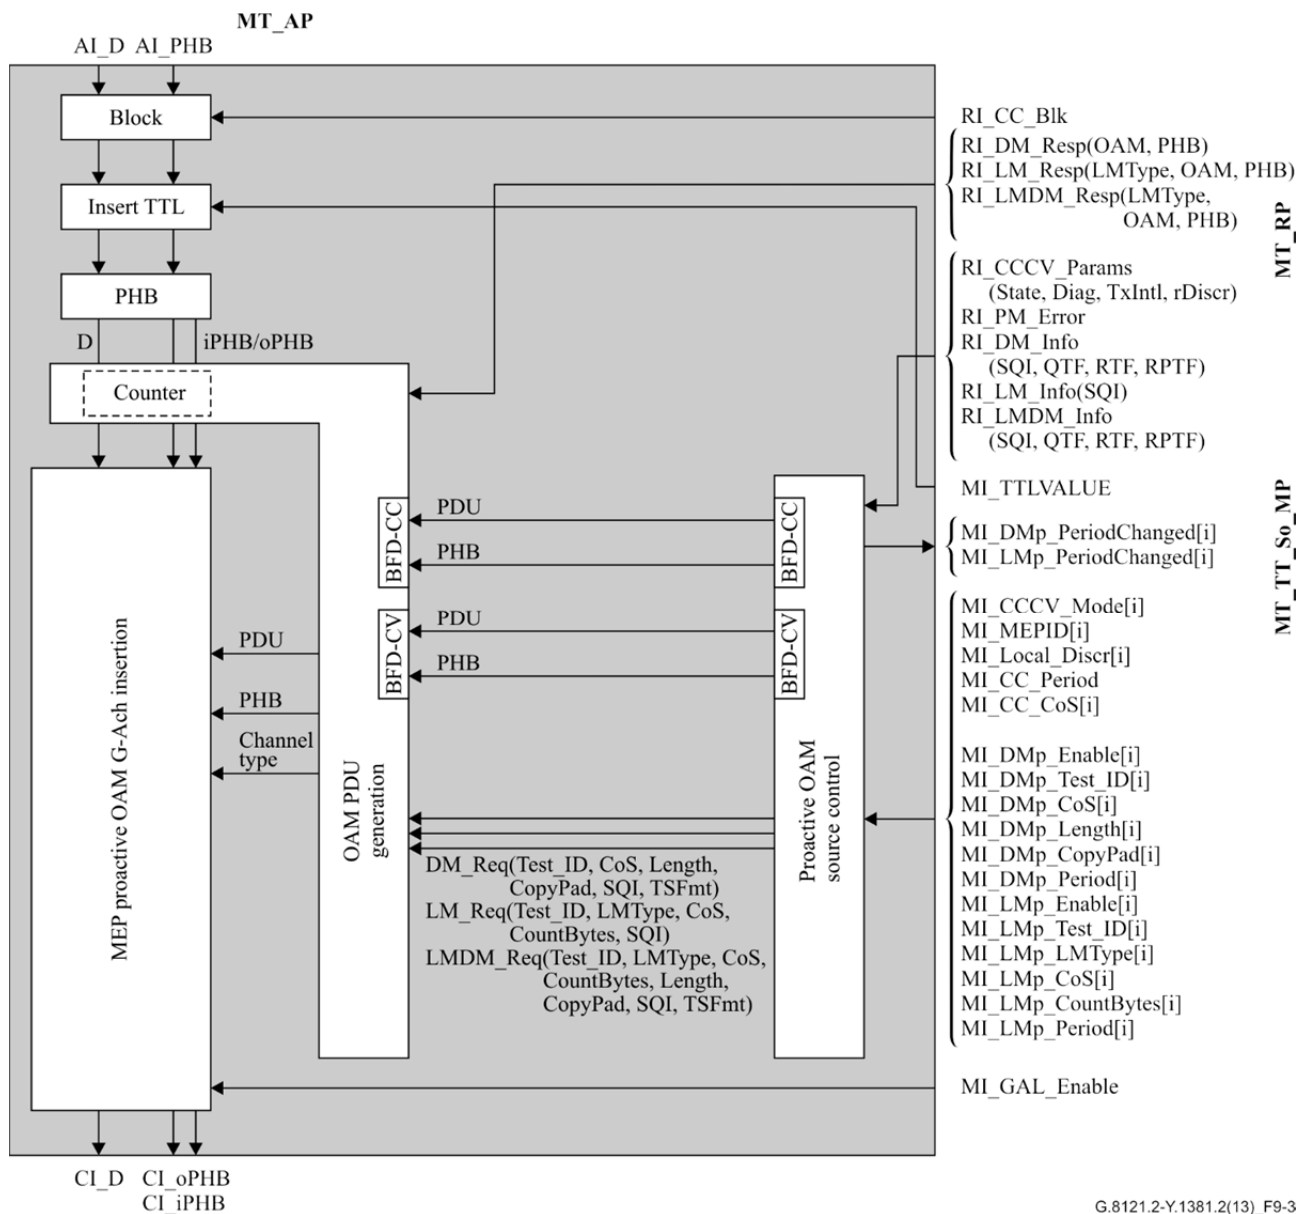 MT_AP
AI_D AI_PHB
Block
RI_CC_Blk
RI_DM_Resp(OAM, PHB)
RI_LM_Resp(LMType, OAM, PHB)
RI_LMDM_Resp(LMType,
OAM, PHB)
Insert TTL
MT_RP
PHB
RI_CCCV_Params
(State, Diag, TxIntl, rDiscr)
RI_PM_Error
RI_DM_Info
(SQI, QTF, RTF, RPTF)
RI_LM_Info(SQI)
RI_LMDM_Info
(SQI, QTF, RTF, RPTF)
D
iPHB/oPHB
Counter
MI_TTLVALUE
MI_DMp_PeriodChanged[i]
MI_LMp_PeriodChanged[i]
MT_TT_So_MP
BFD-CC
PDU
PHB
BFD-CC
BFD-CV
PDU
PHB
BFD-CV
MI_CCCV_Mode[i]
MI_MEPID[i]
MI_Local_Discr[i]
MI_CC_Period
MI_CC_CoS[i]
MI_DMp_Enable[i]
MI_DMp_Test_ID[i]
MI_DMp_CoS[i]
MI_DMp_Length[i]
MI_DMp_CopyPad[i]
MI_DMp_Period[i]
MI_LMp_Enable[i]
MI_LMp_Test_ID[i]
MI_LMp_LMType[i]
MI_LMp_CoS[i]
MI_LMp_CountBytes[i]
MI_LMp_Period[i]
MEP proactive OAM G-Ach insertion
PDU
PHB
Channel
type
OAM PDU
generation
Proactive OAM
source control
DM_Req(Test_ID, CoS, Length,
CopyPad, SQI, TSFmt)
LM_Req(Test_ID, LMType, CoS,
CountBytes, SQI)
LMDM_Req(Test_ID, LMType, CoS,
CountBytes, Length,
CopyPad, SQI, TSFmt)
MI_GAL_Enable
CI_D CI_oPHB
CI_iPHB
G.8121.2-Y.1381.2(13)_F9-3